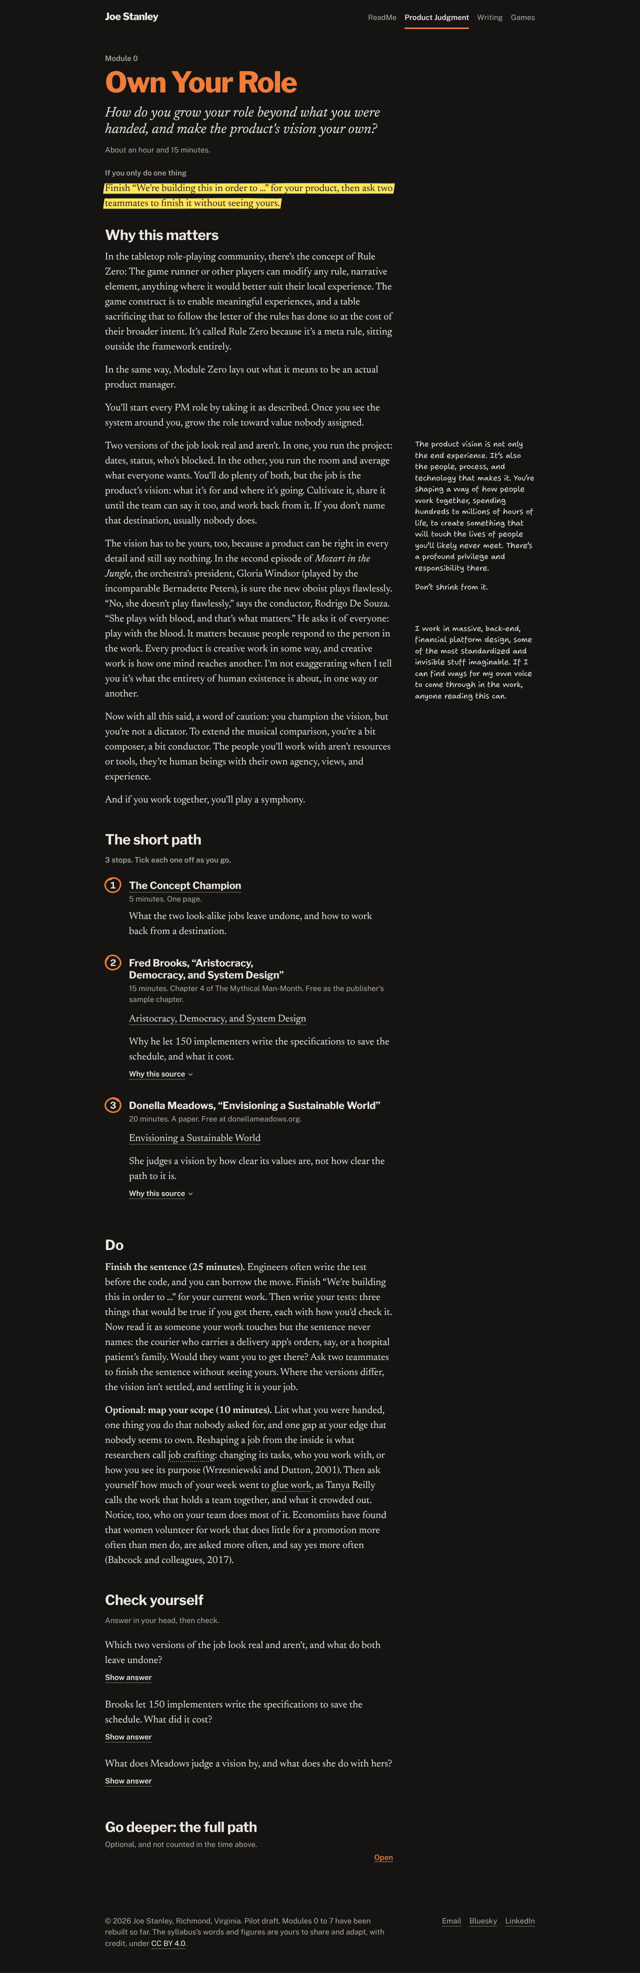 Joe Stanley
ReadMe Product Judgment Writing Games
Module 0
Own Your Role
How do you grow your role beyond what you were
handed, and make the product's vision your own?
About an hour and 15 minutes.
If you only do one thing
Finish “We're building this in order to ...” for your product, then ask two
teammates to finish it without seeing yours.
Why this matters
In the tabletop role-playing community, there's the concept of Rule
Zero: The game runner or other players can modify any rule, narrative
element, anything where it would better suit their local experience. The
game construct is to enable meaningful experiences, and a table
sacrificing that to follow the letter of the rules has done so at the cost of
their broader intent. It's called Rule Zero because it's a meta rule, sitting
outside the framework entirely.
In the same way, Module Zero lays out what it means to be an actual
product manager.
You'll start every PM role by taking it as described. Once you see the
system around you, grow the role toward value nobody assigned.
Two versions of the job look real and aren't. In one, you run the project:
dates, status, who's blocked. In the other, you run the room and average
what everyone wants. You'll do plenty of both, but the job is the
product's vision: what it's for and where it's going. Cultivate it, share it
until the team can say it too, and work back from it. If you don't name
that destination, usually nobody does.
The product vision is not only
the end experience. It's also
the people, process, and
technology that makes it. You're
shaping a way of how people
work together, spending
hundreds to millions of hours of
life, to create something that
will touch the lives of people
you'll likely never meet. There's
a profound privilege and
responsibility there.
Don't shrink from it.
The vision has to be yours, too, because a product can be right in every
detail and still say nothing. In the second episode of Mozart in the
Jungle, the orchestra's president, Gloria Windsor (played by the
incomparable Bernadette Peters), is sure the new oboist plays flawlessly.
“No, she doesn't play flawlessly,” says the conductor, Rodrigo De Souza.
“She plays with blood, and that's what matters.” He asks it of everyone:
play with the blood. It matters because people respond to the person in
the work. Every product is creative work in some way, and creative
work is how one mind reaches another. I'm not exaggerating when I tell
you it's what the entirety of human existence is about, in one way or
another.
I work in massive, back-end,
financial platform design, some
of the most standardized and
invisible stuff imaginable. If I
can find ways for my own voice
to come through in the work,
anyone reading this can.
Now with all this said, a word of caution: you champion the vision, but
you're not a dictator. To extend the musical comparison, you're a bit
composer, a bit conductor. The people you'll work with aren't resources
or tools, they're human beings with their own agency, views, and
experience.
And if you work together, you'll play a symphony.
The short path
3 stops. Tick each one off as you go.
1
The Concept Champion
5 minutes. One page.
What the two look-alike jobs leave undone, and how to work
back from a destination.
2
Fred Brooks, “Aristocracy,
Democracy, and System Design”
15 minutes. Chapter 4 of The Mythical Man-Month. Free as the publisher's
sample chapter.
Aristocracy, Democracy, and System Design
Why he let 150 implementers write the specifications to save the
schedule, and what it cost.
Why this source
3
Donella Meadows, “Envisioning a Sustainable World”
20 minutes. A paper. Free at donellameadows.org.
Envisioning a Sustainable World
She judges a vision by how clear its values are, not how clear the
path to it is.
Why this source
Do
Finish the sentence (25 minutes). Engineers often write the test
before the code, and you can borrow the move. Finish “We're building
this in order to ...” for your current work. Then write your tests: three
things that would be true if you got there, each with how you'd check it.
Now read it as someone your work touches but the sentence never
names: the courier who carries a delivery app's orders, say, or a hospital
patient's family. Would they want you to get there? Ask two teammates
to finish the sentence without seeing yours. Where the versions differ,
the vision isn't settled, and settling it is your job.
Optional: map your scope (10 minutes). List what you were handed,
one thing you do that nobody asked for, and one gap at your edge that
nobody seems to own. Reshaping a job from the inside is what
researchers call job crafting: changing its tasks, who you work with, or
how you see its purpose (Wrzesniewski and Dutton, 2001). Then ask
yourself how much of your week went to glue work, as Tanya Reilly
calls the work that holds a team together, and what it crowded out.
Notice, too, who on your team does most of it. Economists have found
that women volunteer for work that does little for a promotion more
often than men do, are asked more often, and say yes more often
(Babcock and colleagues, 2017).
Check yourself
Answer in your head, then check.
Which two versions of the job look real and aren't, and what do both
leave undone?
Show answer
Brooks let 150 implementers write the specifications to save the
schedule. What did it cost?
Show answer
What does Meadows judge a vision by, and what does she do with hers?
Show answer
Go deeper: the full path
Optional, and not counted in the time above.
Open
© 2026 Joe Stanley, Richmond, Virginia. Pilot draft. Modules 0 to 7 have been
rebuilt so far. The syllabus's words and figures are yours to share and adapt, with
credit, under CC BY 4.0.
Email Bluesky LinkedIn